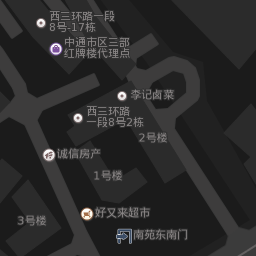 西三环路一段
8号-17栋
中通市区三部
红牌楼代理点
李记卤菜
西三环路
一段8号2栋
2号楼
诚信房产
1号楼
好又来超市
3号楼
南苑东南门